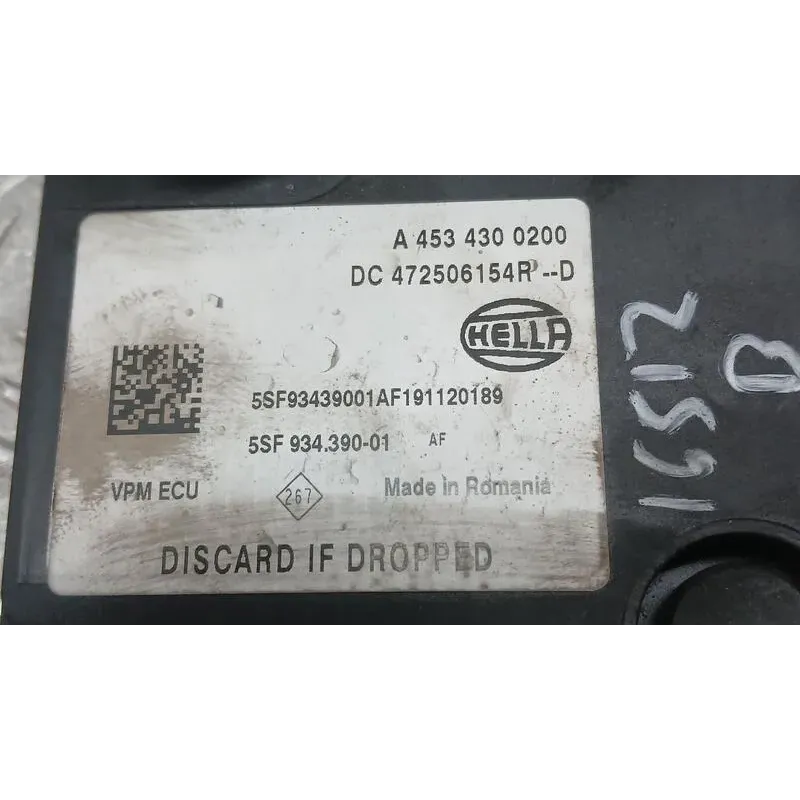 A 453 430 0200
DC 472506154R --D
HELLA
5SF93439001AF191120189
5SF 934.390-01 AF
VPM ECU
267
Made in Romania
DISCARD IF DROPPED
16512
B